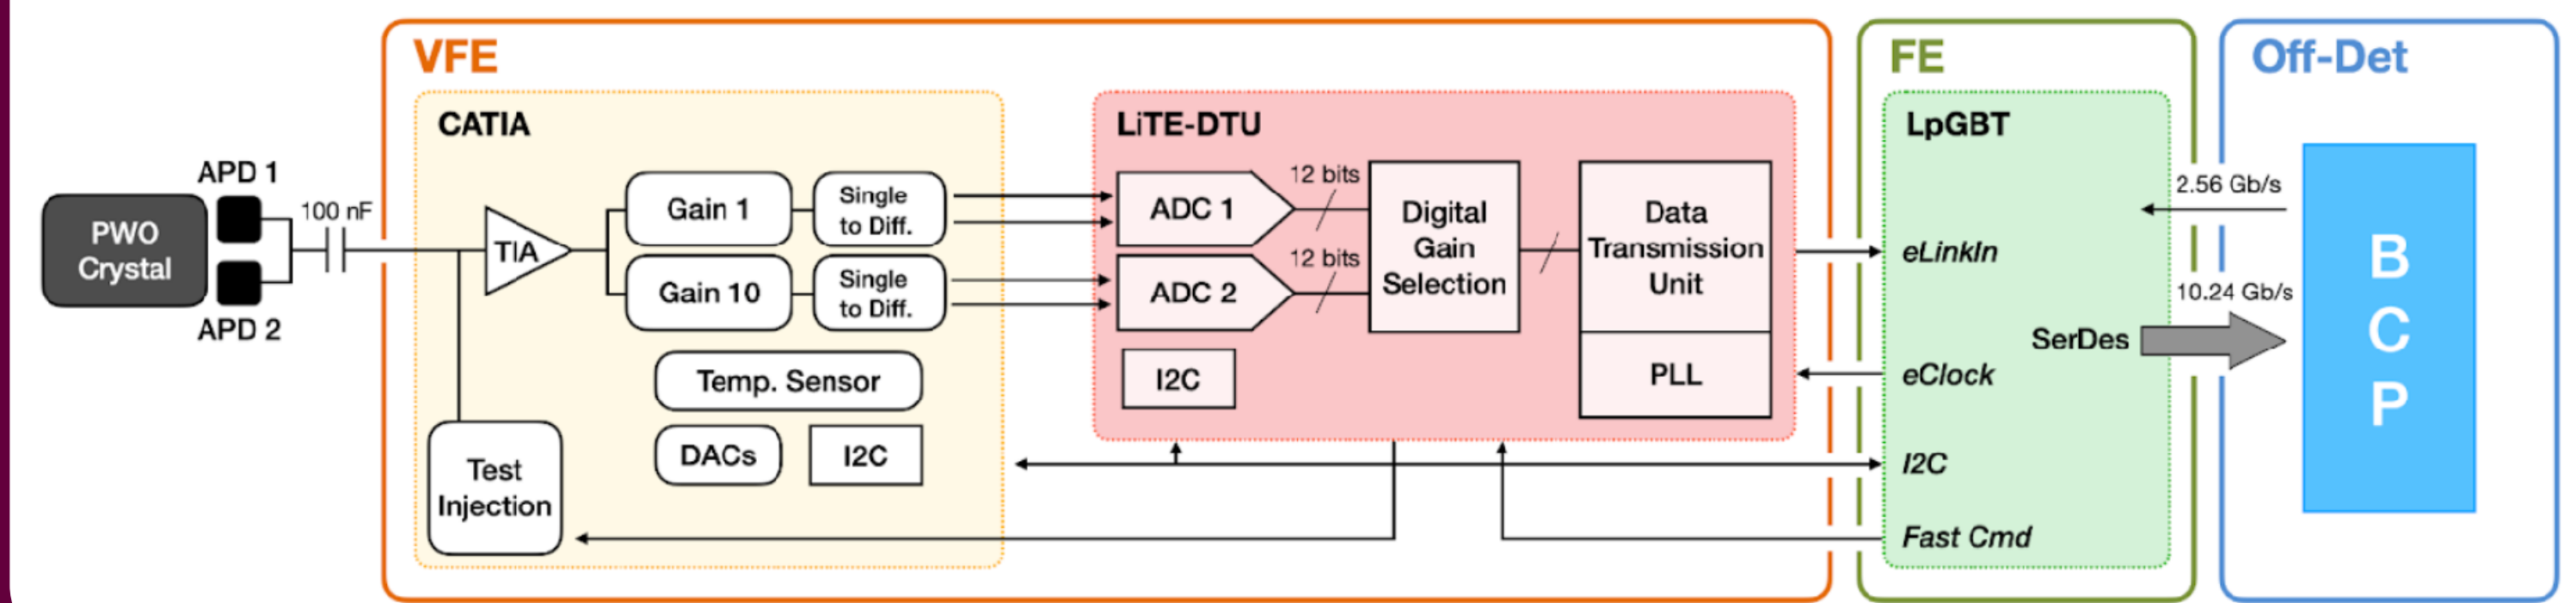 VFE
FE
Off-Det
CATIA
LiTE-DTU
LpGBT
APD 1
PWO
Crystal
APD 2
100 nF
TIA
Gain 1
Single
to Diff.
Gain 10
Single
to Diff.
Temp. Sensor
DACs
I2C
Test
Injection
ADC 1
12 bits
ADC 2
12 bits
Digital
Gain
Selection
Data
Transmission
Unit
PLL
I2C
eLinkIn
SerDes
eClock
I2C
Fast Cmd
2.56 Gb/s
10.24 Gb/s
B
C
P